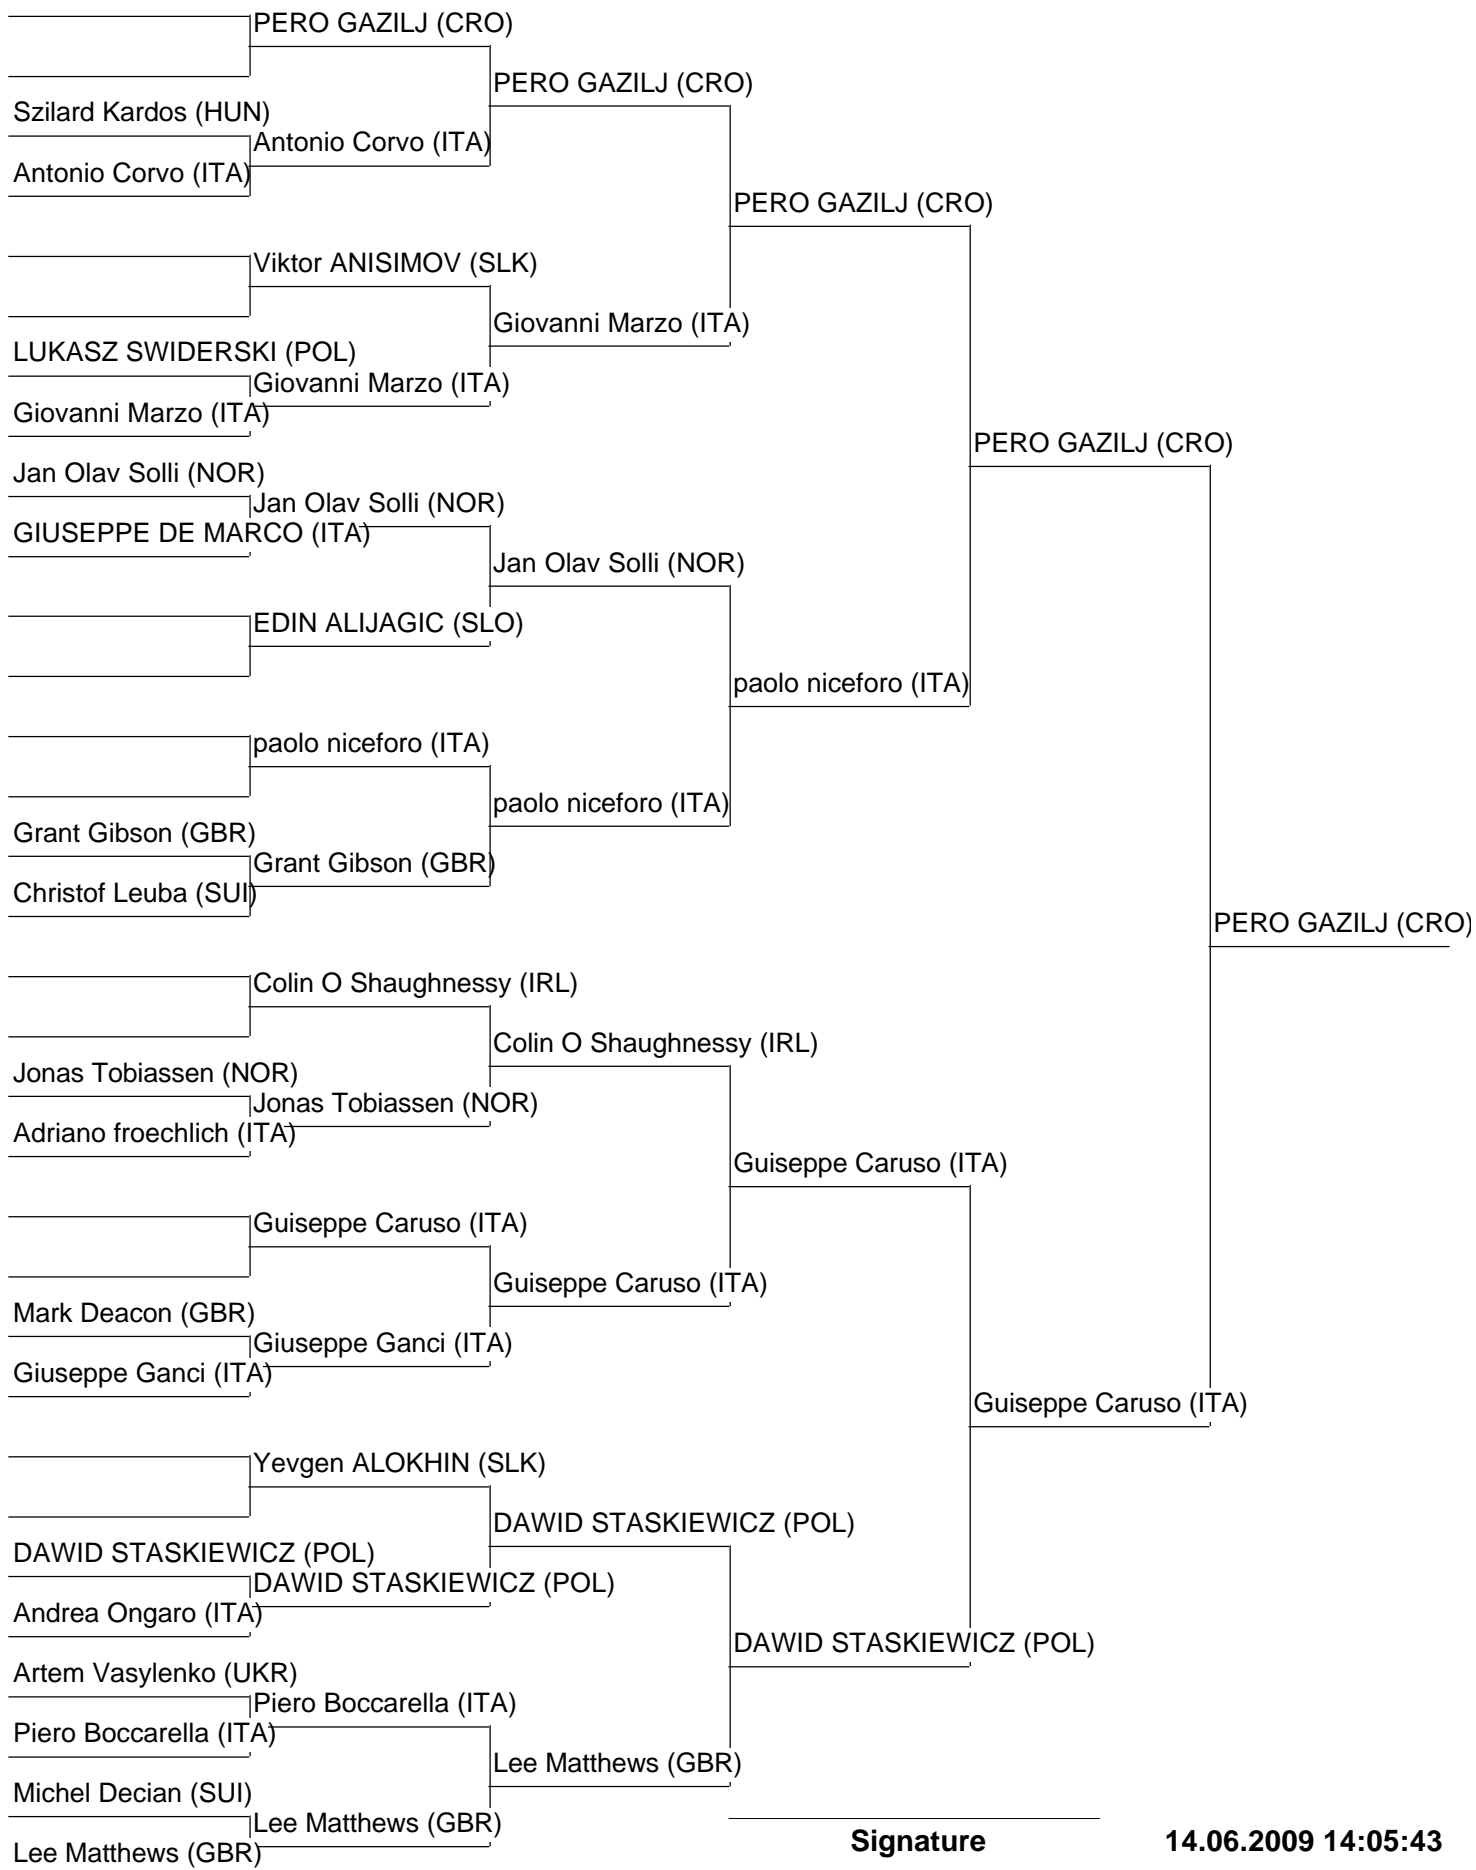 PERO GAZILJ (CRO)
PERO GAZILJ (CRO)
Szilard Kardos (HUN)
Antonio Corvo (ITA)
Antonio Corvo (ITA)
PERO GAZILJ (CRO)
Viktor ANISIMOV (SLK)
Giovanni Marzo (ITA)
LUKASZ SWIDERSKI (POL)
Giovanni Marzo (ITA)
Giovanni Marzo (ITA)
PERO GAZILJ (CRO)
Jan Olav Solli (NOR)
Jan Olav Solli (NOR)
GIUSEPPE DE MARCO (ITA)
Jan Olav Solli (NOR)
EDIN ALIJAGIC (SLO)
paolo niceforo (ITA)
paolo niceforo (ITA)
paolo niceforo (ITA)
Grant Gibson (GBR)
Grant Gibson (GBR)
Christof Leuba (SUI)
PERO GAZILJ (CRO)
Colin O Shaughnessy (IRL)
Colin O Shaughnessy (IRL)
Jonas Tobiassen (NOR)
Jonas Tobiassen (NOR)
Adriano froechlich (ITA)
Guiseppe Caruso (ITA)
Guiseppe Caruso (ITA)
Guiseppe Caruso (ITA)
Mark Deacon (GBR)
Giuseppe Ganci (ITA)
Giuseppe Ganci (ITA)
Guiseppe Caruso (ITA)
Yevgen ALOKHIN (SLK)
DAWID STASKIEWICZ (POL)
DAWID STASKIEWICZ (POL)
DAWID STASKIEWICZ (POL)
Andrea Ongaro (ITA)
DAWID STASKIEWICZ (POL)
Artem Vasylenko (UKR)
Piero Boccarella (ITA)
Piero Boccarella (ITA)
Lee Matthews (GBR)
Michel Decian (SUI)
Lee Matthews (GBR)
Lee Matthews (GBR)
Signature
14.06.2009 14:05:43